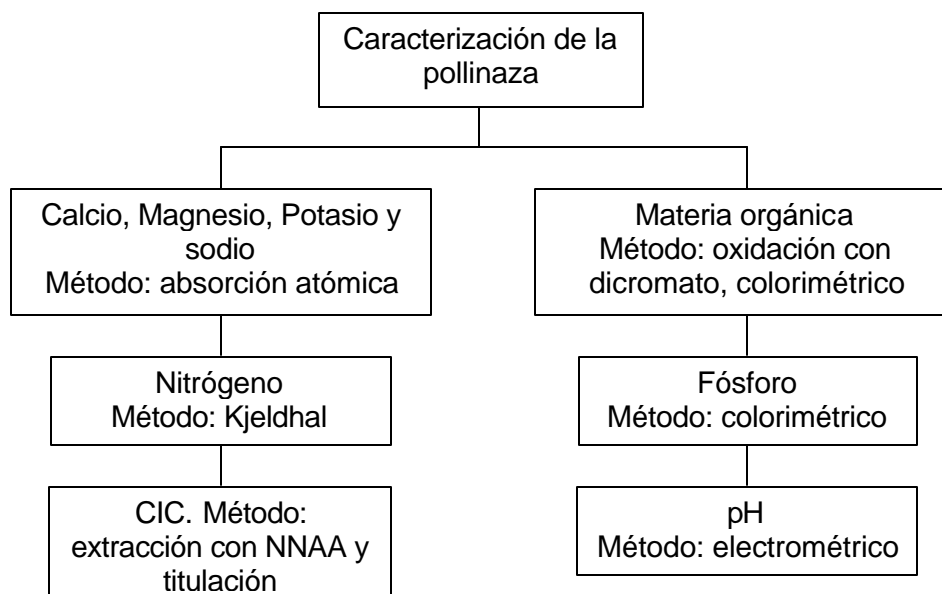 Caracterización de la
pollinaza
Calcio, Magnesio, Potasio y
sodio
Método: absorción atómica
Materia orgánica
Método: oxidación con
dicromato, colorimétrico
Nitrógeno
Método: Kjeldhal
Fósforo
Método: colorimétrico
CIC. Método:
extracción con NNAA y
titulación
pH
Método: electrométrico